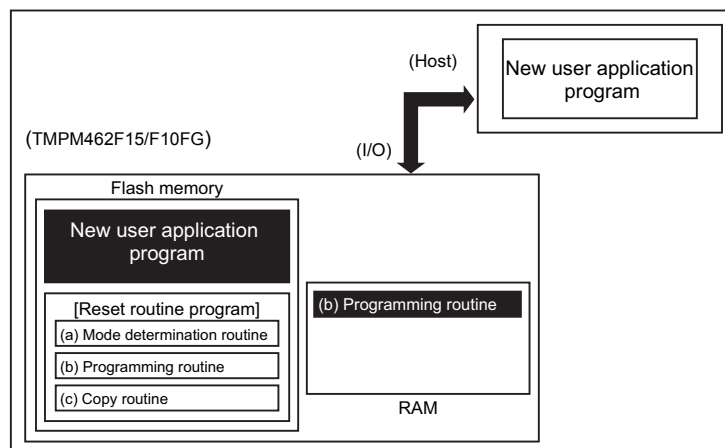 (Host)
New user application
program
(TMPM462F15/F10FG)
(I/O)
Flash memory
New user application
program
[Reset routine program]
(a) Mode determination routine
(b) Programming routine
(c) Copy routine
(b) Programming routine
RAM